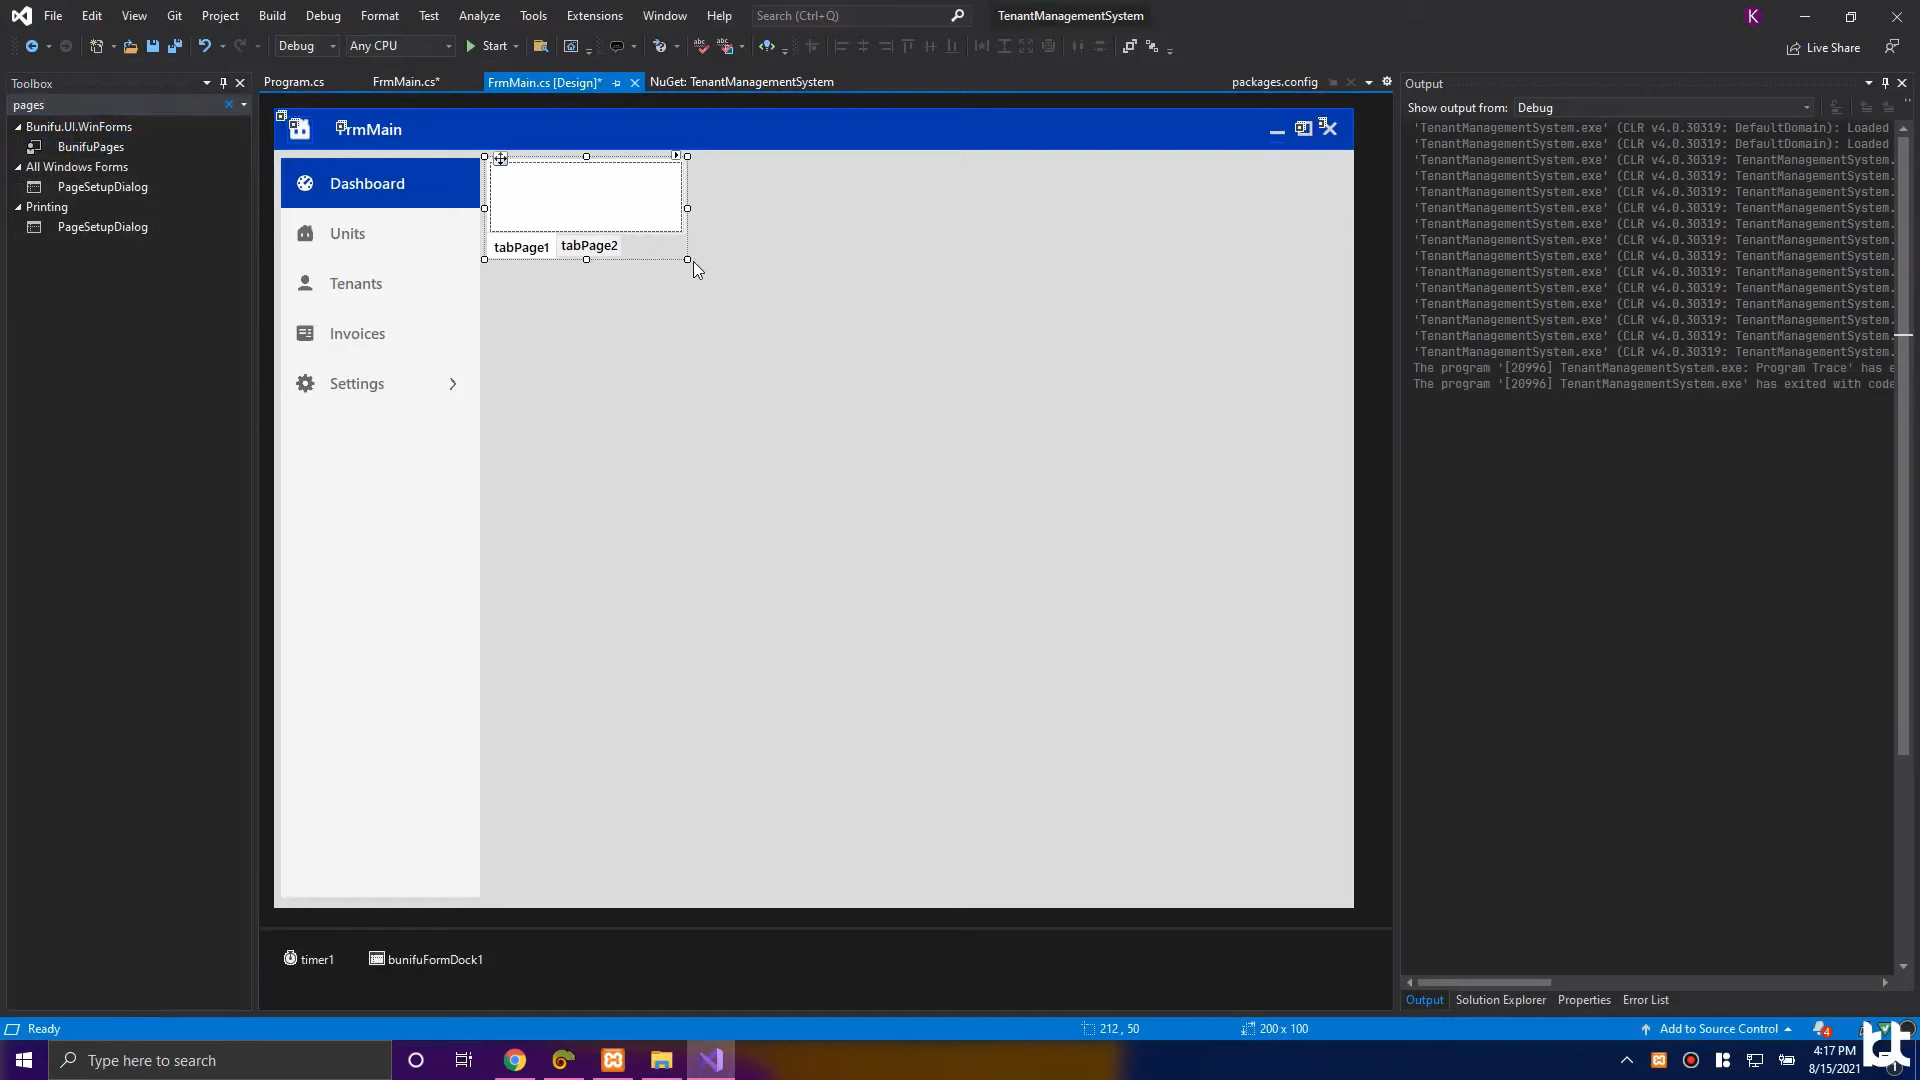 File Edit View Git Project Build Debug Format Test Analyze Tools Extensions Window Help Search (Ctrl+Q) TenantManagementSystem K
Debug Any CPU Start Live Share
Toolbox
pages
Bunifu.UI.WinForms
BunifuPages
All Windows Forms
PageSetupDialog
Printing
PageSetupDialog
Program.cs FrmMain.cs* FrmMain.cs [Design]* NuGet: TenantManagementSystem packages.config
FrmMain
Dashboard
Units
Tenants
Invoices
Settings
tabPage1 tabPage2
timer1 bunifuFormDock1
Output
Show output from: Debug
'TenantManagementSystem.exe' (CLR v4.0.30319: DefaultDomain): Loaded
'TenantManagementSystem.exe' (CLR v4.0.30319: DefaultDomain): Loaded
'TenantManagementSystem.exe' (CLR v4.0.30319: TenantManagementSystem.
'TenantManagementSystem.exe' (CLR v4.0.30319: TenantManagementSystem.
'TenantManagementSystem.exe' (CLR v4.0.30319: TenantManagementSystem.
'TenantManagementSystem.exe' (CLR v4.0.30319: TenantManagementSystem.
'TenantManagementSystem.exe' (CLR v4.0.30319: TenantManagementSystem.
'TenantManagementSystem.exe' (CLR v4.0.30319: TenantManagementSystem.
'TenantManagementSystem.exe' (CLR v4.0.30319: TenantManagementSystem.
'TenantManagementSystem.exe' (CLR v4.0.30319: TenantManagementSystem.
'TenantManagementSystem.exe' (CLR v4.0.30319: TenantManagementSystem.
'TenantManagementSystem.exe' (CLR v4.0.30319: TenantManagementSystem.
'TenantManagementSystem.exe' (CLR v4.0.30319: TenantManagementSystem.
'TenantManagementSystem.exe' (CLR v4.0.30319: TenantManagementSystem.
'TenantManagementSystem.exe' (CLR v4.0.30319: TenantManagementSystem.
The program '[20996] TenantManagementSystem.exe: Program Trace' has e
The program '[20996] TenantManagementSystem.exe' has exited with code
Output Solution Explorer Properties Error List
Ready 212 , 50 200 x 100 Add to Source Control 4
Type here to search
4:17 PM
8/15/2021